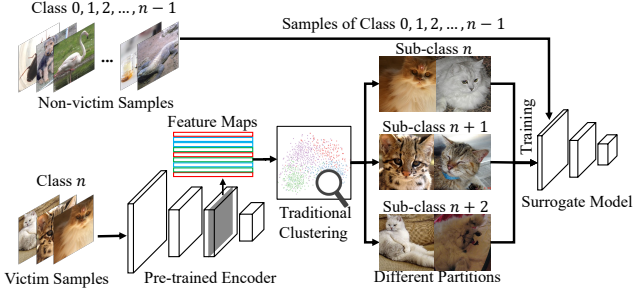 Class 0, 1, 2, ..., n − 1
Samples of Class 0, 1, 2, ..., n − 1
...
Non-victim Samples
Sub-class n
Feature Maps
Training
Sub-class n + 1
Class n
Traditional
Clustering
Surrogate Model
Sub-class n + 2
Victim Samples
Pre-trained Encoder
Different Partitions